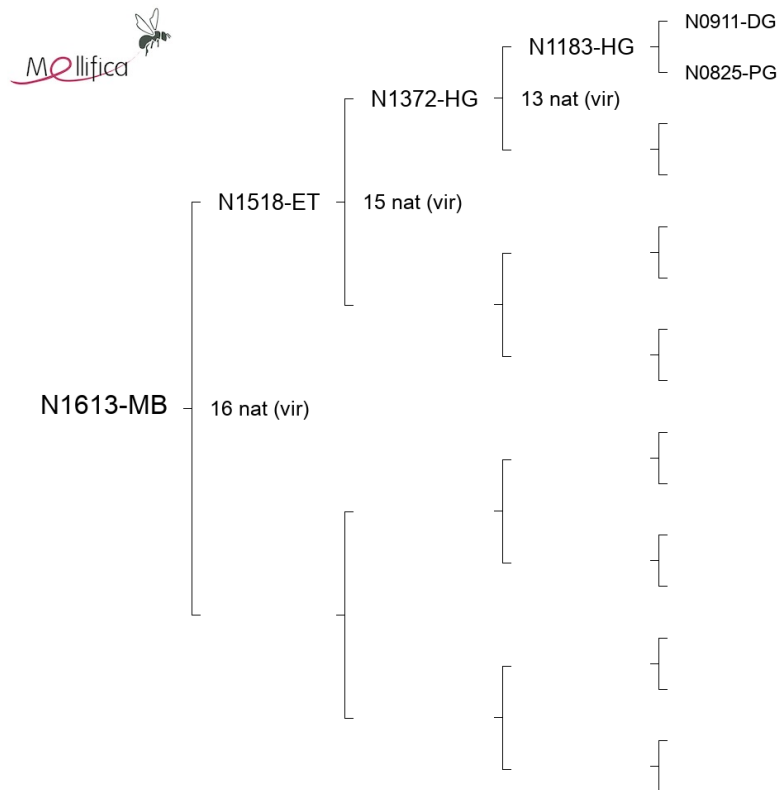 Mellifica
N0911-DG
N1183-HG
N0825-PG
N1372-HG
13 nat (vir)
N1518-ET
15 nat (vir)
N1613-MB
16 nat (vir)